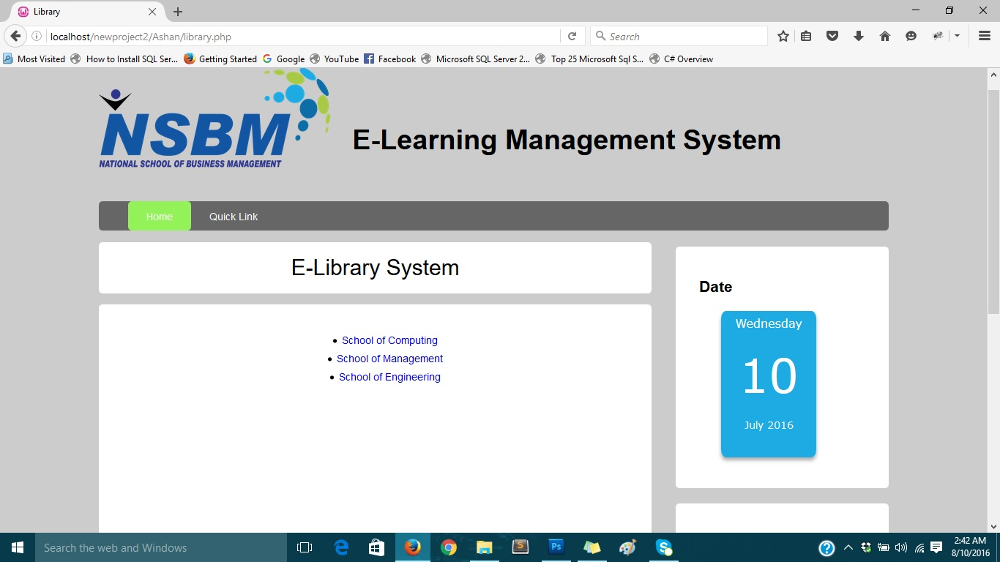 Library
localhost/newproject2/Ashan/library.php
Search
Most Visited How to Install SQL Ser... Getting Started Google YouTube Facebook Microsoft SQL Server 2... Top 25 Microsoft Sql S... C# Overview
NSBM
NATIONAL SCHOOL OF BUSINESS MANAGEMENT
E-Learning Management System
Home Quick Link
E-Library System
School of Computing
School of Management
School of Engineering
Date
Wednesday
10
July 2016
Search the web and Windows
2:42 AM
8/10/2016